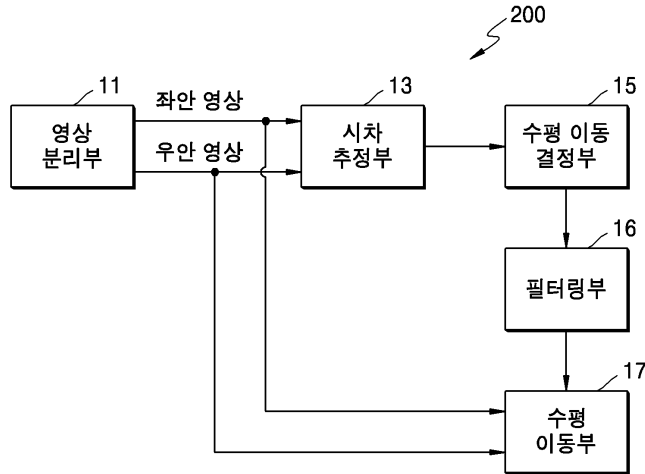 200
11
좌안 영상
13
15
영상
분리부
우안 영상
시차
추정부
수평 이동
결정부
16
필터링부
17
수평
이동부